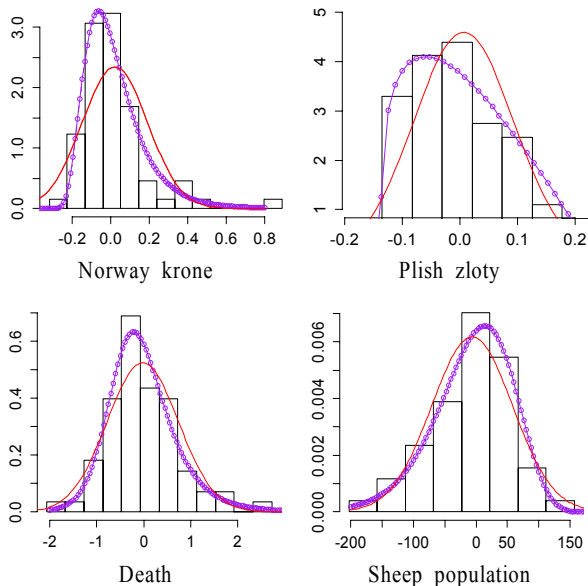 3.0
2.0
1.0
0.0
-0.2 0.0 0.2 0.4 0.6 0.8
Norway krone
5
4
3
2
1
-0.2 -0.1 0.0 0.1 0.2
Plish zloty
0.6
0.4
0.2
0.0
-2 -1 0 1 2
Death
0.006
0.004
0.002
0.000
-200 -100 0 50 100 150
Sheep population